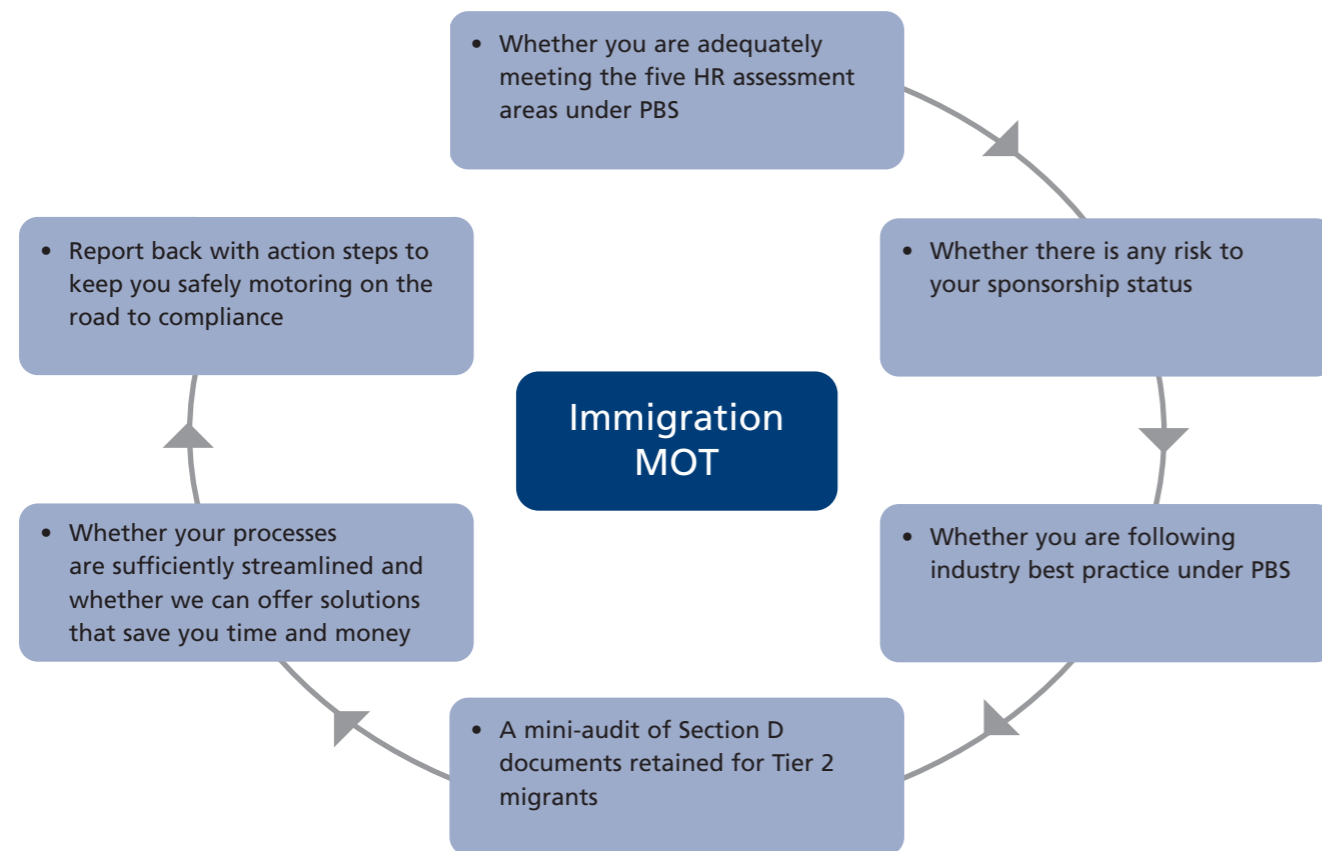 • Whether you are adequately
meeting the five HR assessment
areas under PBS
• Whether there is any risk to
your sponsorship status
• Whether you are following
industry best practice under PBS
• A mini-audit of Section D
documents retained for Tier 2
migrants
• Whether your processes
are sufficiently streamlined and
whether we can offer solutions
that save you time and money
• Report back with action steps to
keep you safely motoring on the
road to compliance
Immigration
MOT